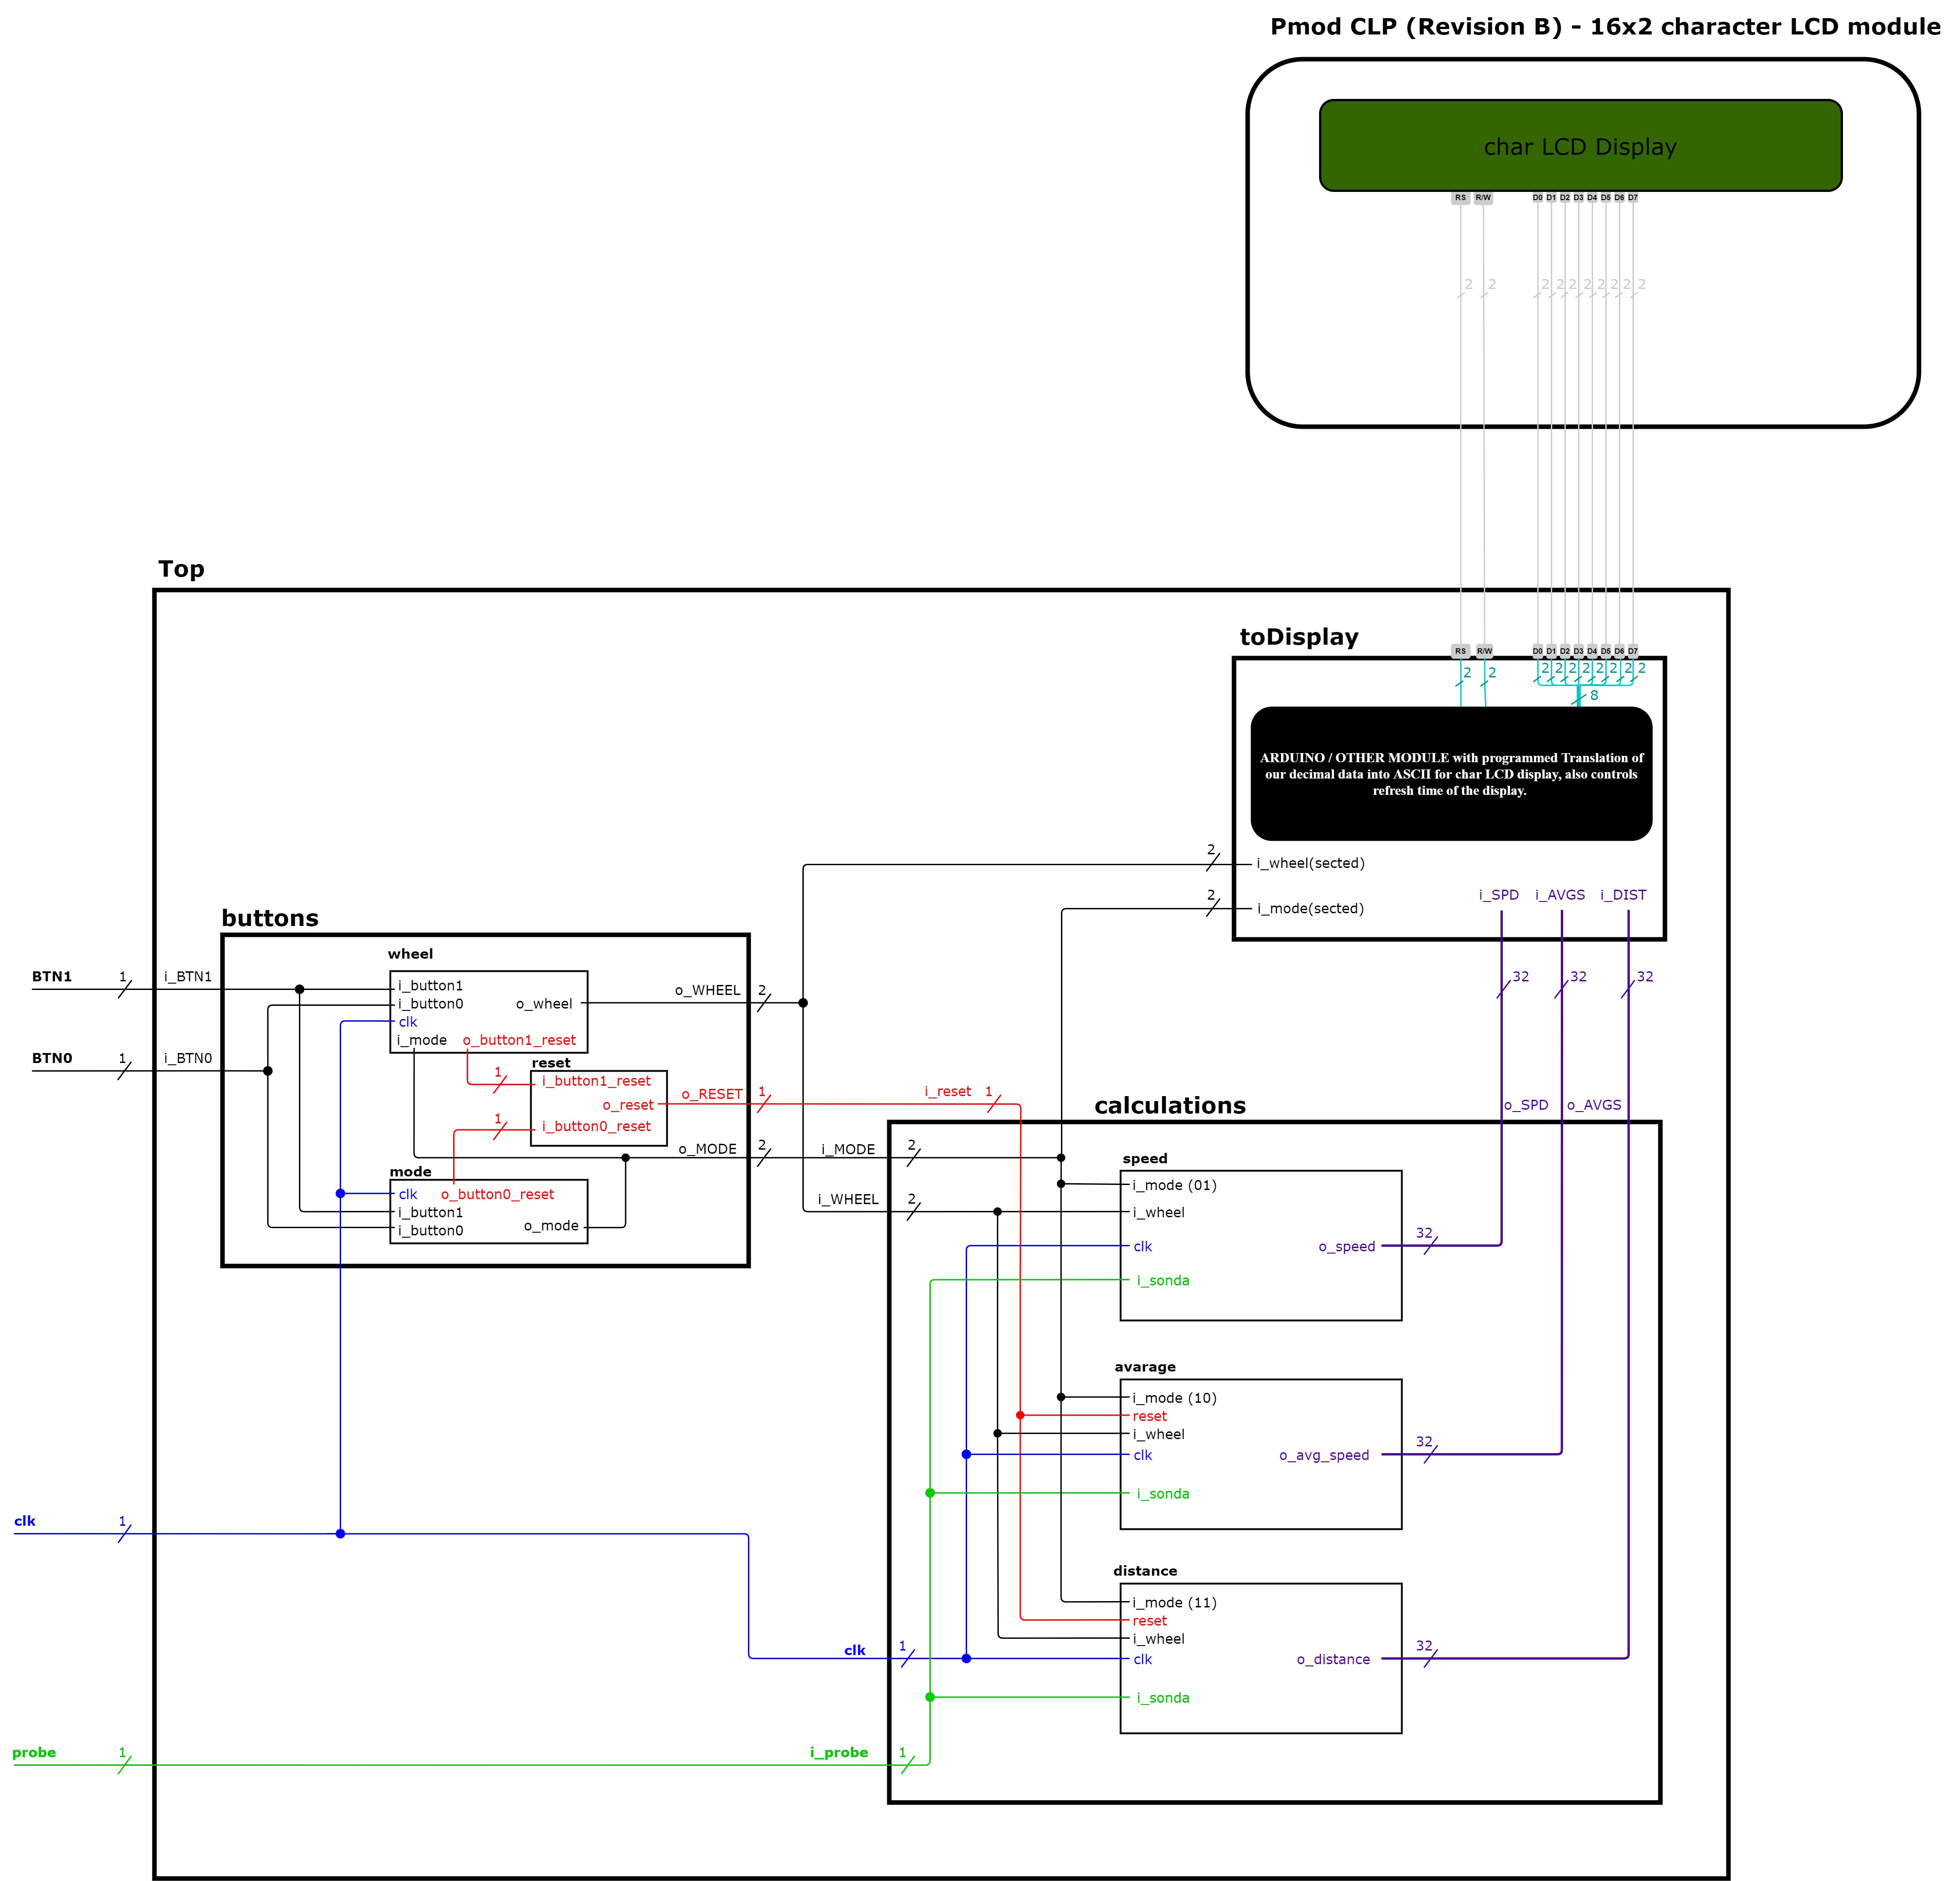 Pmod CLP (Revision B) - 16x2 character LCD module
char LCD Display
RS R/W D0 D1 D2 D3 D4 D5 D6 D7
2 2 2 2 2 2 2 2 2 2
Top
toDisplay
RS R/W D0 D1 D2 D3 D4 D5 D6 D7
2 2 2 2 2 2 2 2 2 2
8
ARDUINO / OTHER MODULE with programmed Translation of
our decimal data into ASCII for char LCD display, also controls
refresh time of the display.
2 i_wheel(sected)
2 i_mode(sected)
i_SPD i_AVGS i_DIST
32 32 32
o_SPD o_AVGS
buttons
BTN1 1 i_BTN1
BTN0 1 i_BTN0
wheel
i_button1
i_button0
o_wheel
clk
i_mode o_button1_reset
o_WHEEL 2
reset
1 i_button1_reset
o_reset
1 i_button0_reset
o_RESET 1
i_reset 1
o_MODE 2
mode
clk o_button0_reset
i_button1
i_button0
o_mode
calculations
i_MODE 2
i_WHEEL 2
speed
i_mode (01)
i_wheel
clk
o_speed 32
i_sonda
avarage
i_mode (10)
reset
i_wheel
clk
o_avg_speed 32
i_sonda
distance
i_mode (11)
reset
i_wheel
clk
o_distance 32
i_sonda
clk 1
clk 1
probe 1
i_probe 1